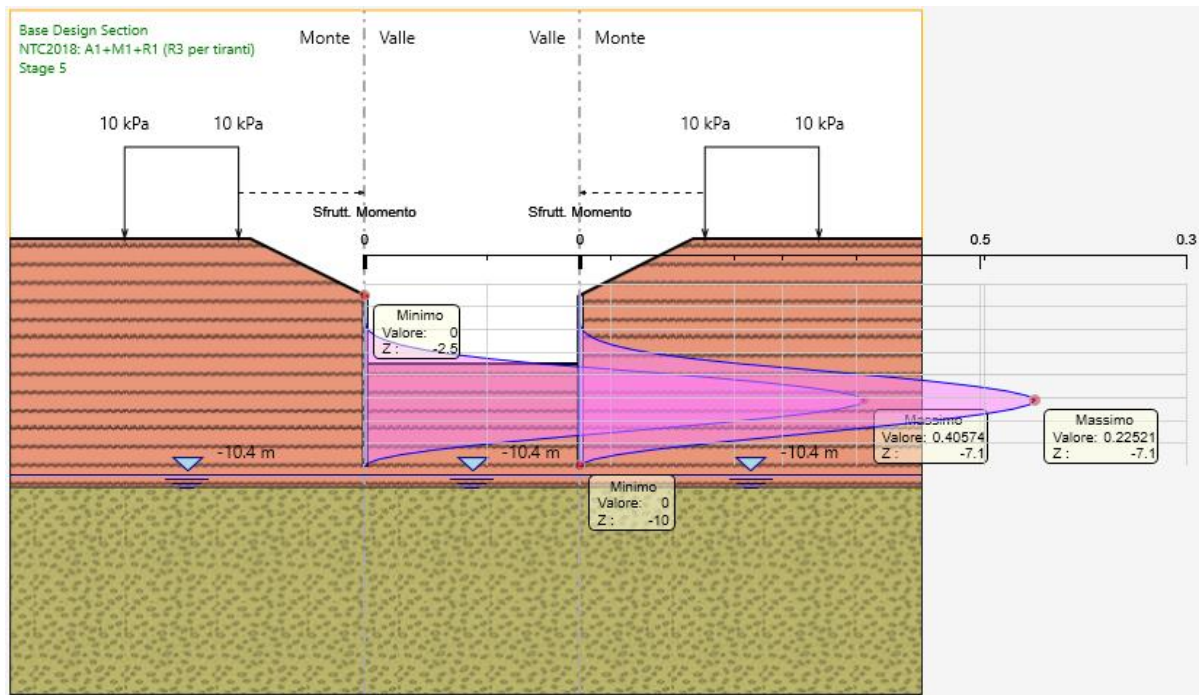 Base Design Section
NTC2018: A1+M1+R1 (R3 per tiranti)
Stage 5
Monte Valle Valle Monte
10 kPa 10 kPa 10 kPa 10 kPa
Sfrutt. Momento Sfrutt. Momento
0 0 0.5 0.3
Minimo
Valore: 0
Z : -2.5
Massimo
Valore: 0.40574
Z : -7.1
Massimo
Valore: 0.22521
Z : -7.1
-10.4 m -10.4 m -10.4 m
Minimo
Valore: 0
Z : -10